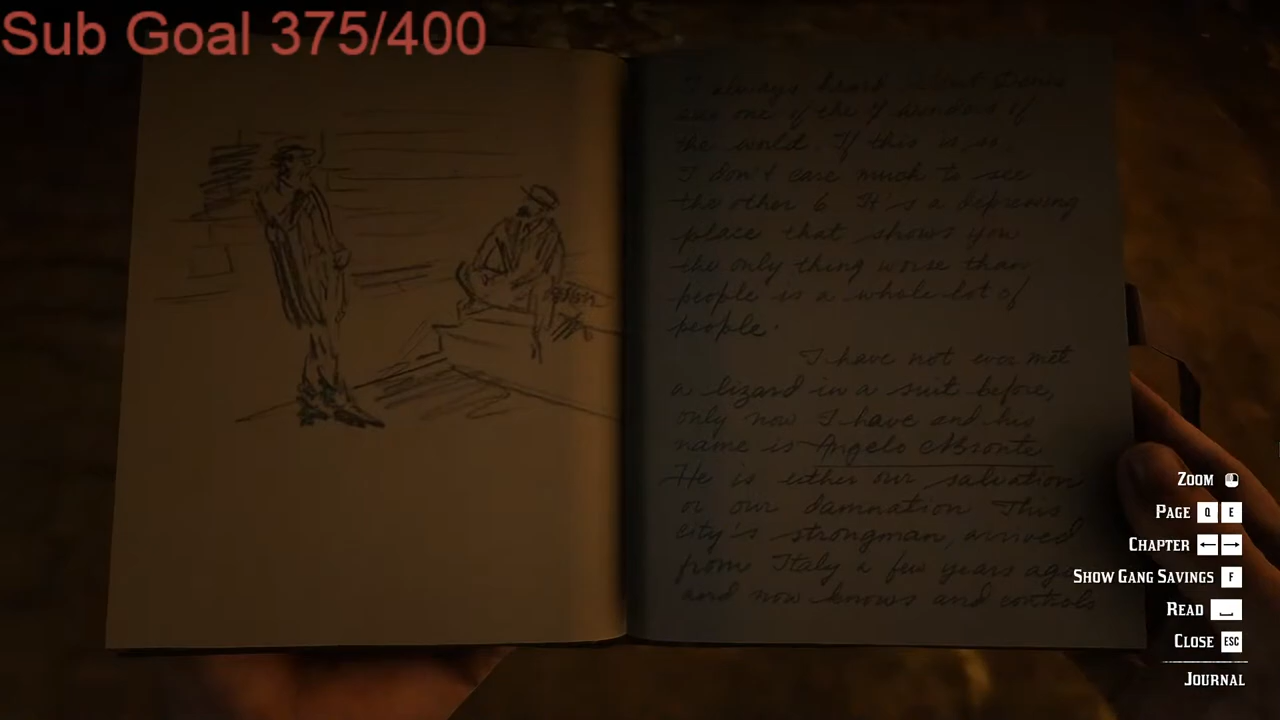 Sub Goal 375/400
I always heard Saint Denis
was one of the 7 wonders of
the world. If this is so,
I don't care much to see
the other 6. It's a depressing
place that shows you
the only thing worse than
people is a whole lot of
people.
I have not ever met
a lizard in a suit before,
only now I have and his
name is Angelo Bronte.
He is either our salvation
or our damnation. This
city's strongman, arrived
from Italy a few years ago
and now knows and controls
ZOOM
PAGE Q E
CHAPTER ← →
SHOW GANG SAVINGS F
READ
CLOSE ESC
JOURNAL